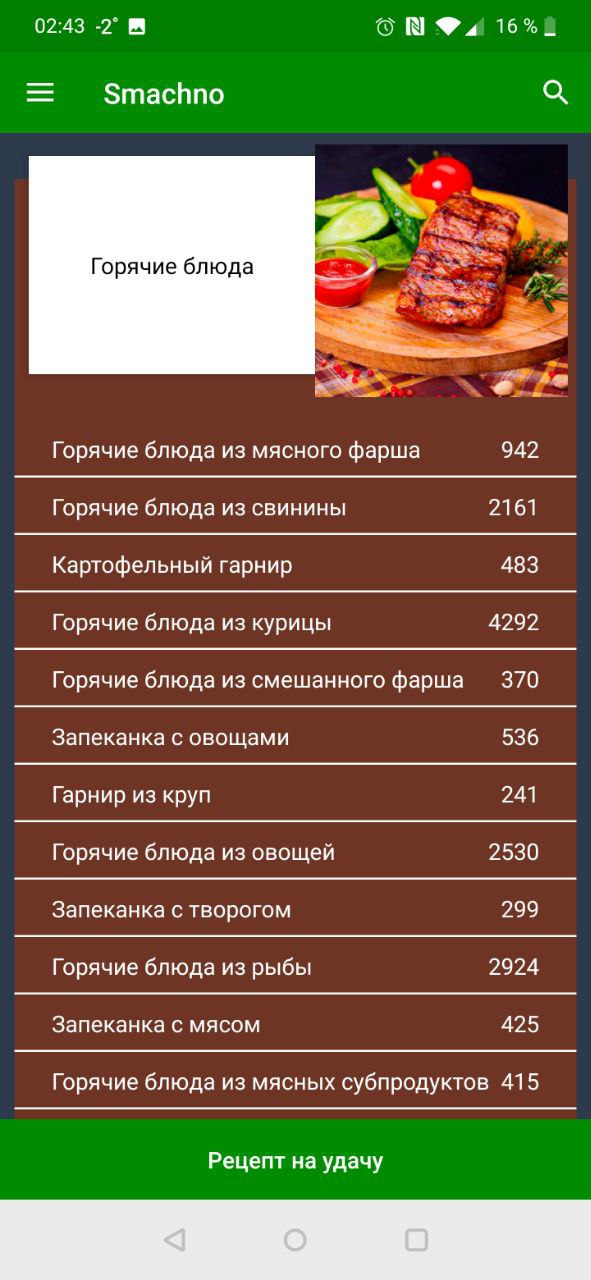 02:43 -2°
16 %
Smachno
Горячие блюда
Горячие блюда из мясного фарша 942
Горячие блюда из свинины 2161
Картофельный гарнир 483
Горячие блюда из курицы 4292
Горячие блюда из смешанного фарша 370
Запеканка с овощами 536
Гарнир из круп 241
Горячие блюда из овощей 2530
Запеканка с творогом 299
Горячие блюда из рыбы 2924
Запеканка с мясом 425
Горячие блюда из мясных субпродуктов 415
Рецепт на удачу